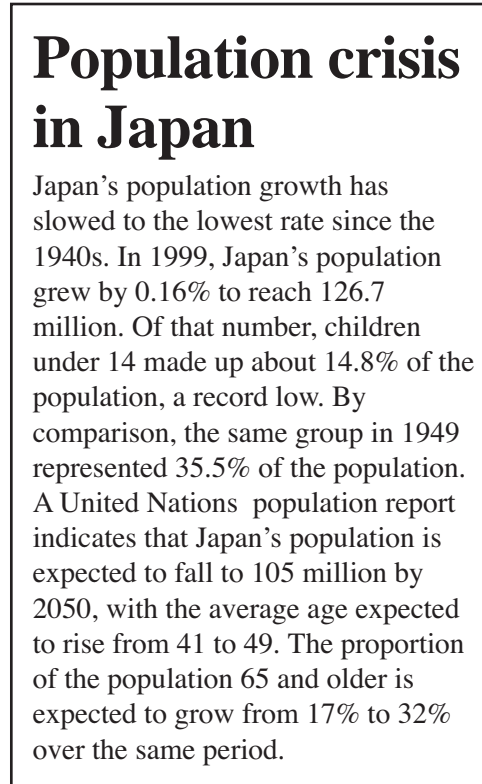 Population crisis
in Japan
Japan’s population growth has
slowed to the lowest rate since the
1940s. In 1999, Japan’s population
grew by 0.16% to reach 126.7
million. Of that number, children
under 14 made up about 14.8% of the
population, a record low. By
comparison, the same group in 1949
represented 35.5% of the population.
A United Nations  population report
indicates that Japan’s population is
expected to fall to 105 million by
2050, with the average age expected
to rise from 41 to 49. The proportion
of the population 65 and older is
expected to grow from 17% to 32%
over the same period.